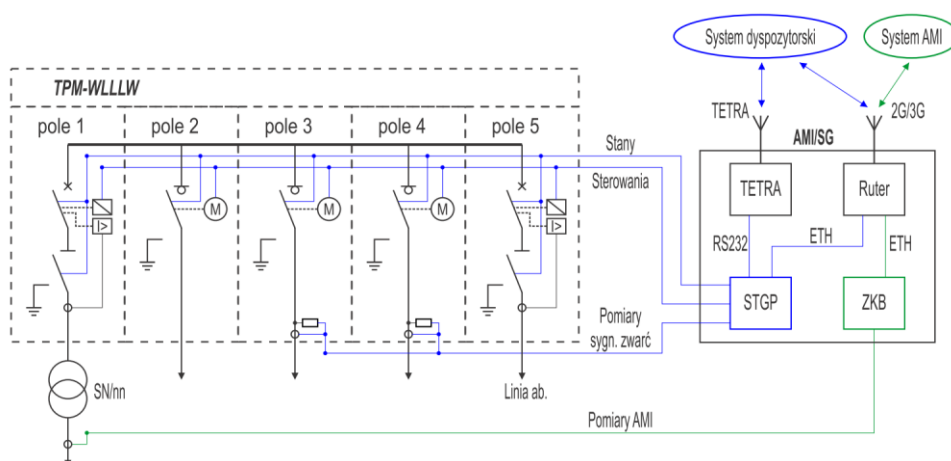 System dyspozytorski
System AMI
TPM-WLLLW
pole 1
pole 2
pole 3
pole 4
pole 5
TETRA
2G/3G
AMI/SG
Stany
Sterowania
TETRA
Ruter
M
M
M
I>
I>
RS232
ETH
ETH
STGP
ZKB
Pomiary
sygn. zwarć
SN/nn
Linia ab.
Pomiary AMI